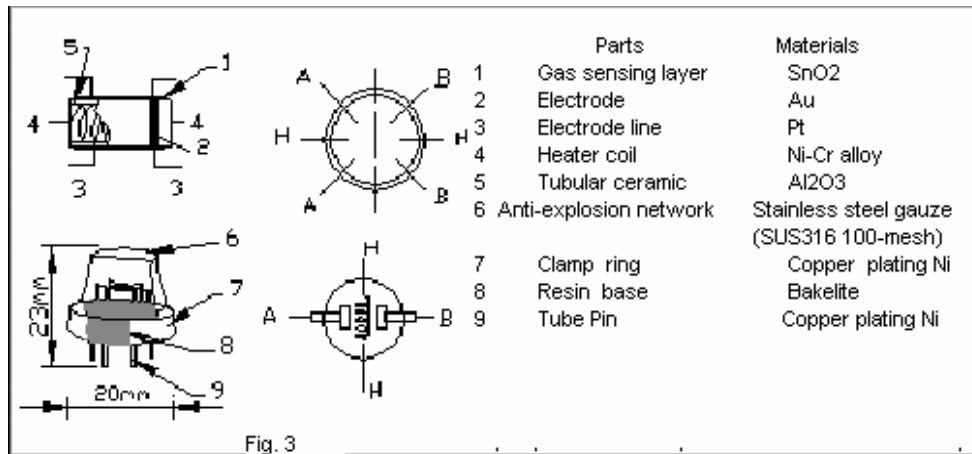 Parts Materials
1 Gas sensing layer SnO2
2 Electrode Au
3 Electrode line Pt
4 Heater coil Ni-Cr alloy
5 Tubular ceramic Al2O3
6 Anti-explosion network Stainless steel gauze
(SUS316 100-mesh)
7 Clamp ring Copper plating Ni
8 Resin base Bakelite
9 Tube Pin Copper plating Ni
5
1
4 4
2
3 3
A B
H H
A B
6
7
8
9
23mm
20mm
H
A B
H
Fig. 3